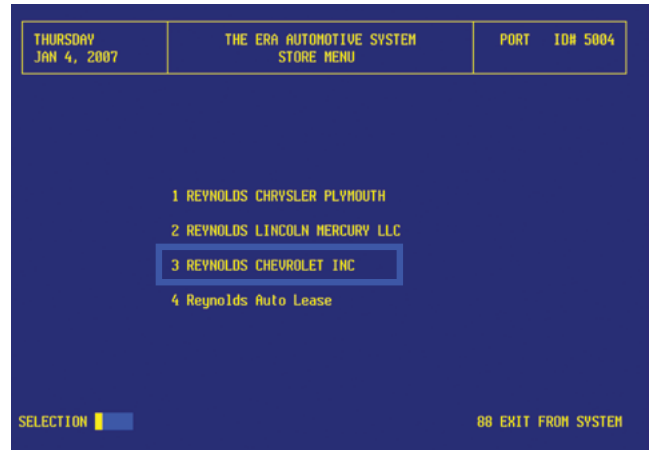 THURSDAY
JAN 4, 2007
THE ERA AUTOMOTIVE SYSTEM
STORE MENU
PORT ID# 5004
1 REYNOLDS CHRYSLER PLYMOUTH
2 REYNOLDS LINCOLN MERCURY LLC
3 REYNOLDS CHEVROLET INC
4 Reynolds Auto Lease
SELECTION
88 EXIT FROM SYSTEM